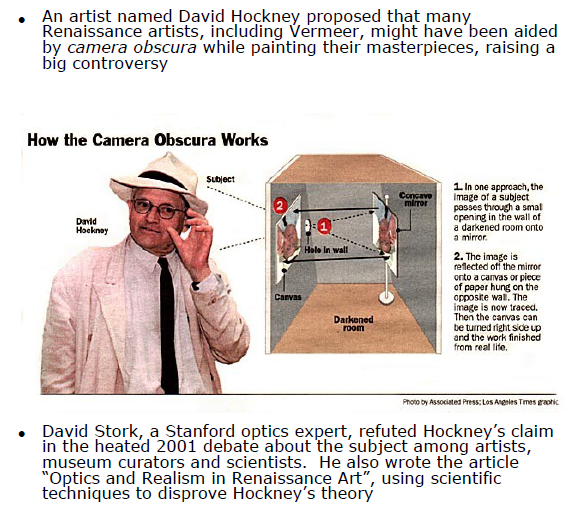 • An artist named David Hockney proposed that many
Renaissance artists, including Vermeer, might have been aided
by camera obscura while painting their masterpieces, raising a
big controversy
How the Camera Obscura Works
Subject
David
Hockney
2
1
Concave
mirror
Hole in wall
Canvas
Darkened
room
1. In one approach, the
image of a subject
passes through a small
opening in the wall of
a darkened room onto
a mirror.
2. The image is
reflected off the mirror
onto a canvas or piece
of paper hung on the
opposite wall. The
image is now traced.
Then the canvas can
be turned right side up
and the work finished
from real life.
Photo by Associated Press; Los Angeles Times graphic
• David Stork, a Stanford optics expert, refuted Hockney's claim
in the heated 2001 debate about the subject among artists,
museum curators and scientists. He also wrote the article
"Optics and Realism in Renaissance Art", using scientific
techniques to disprove Hockney's theory